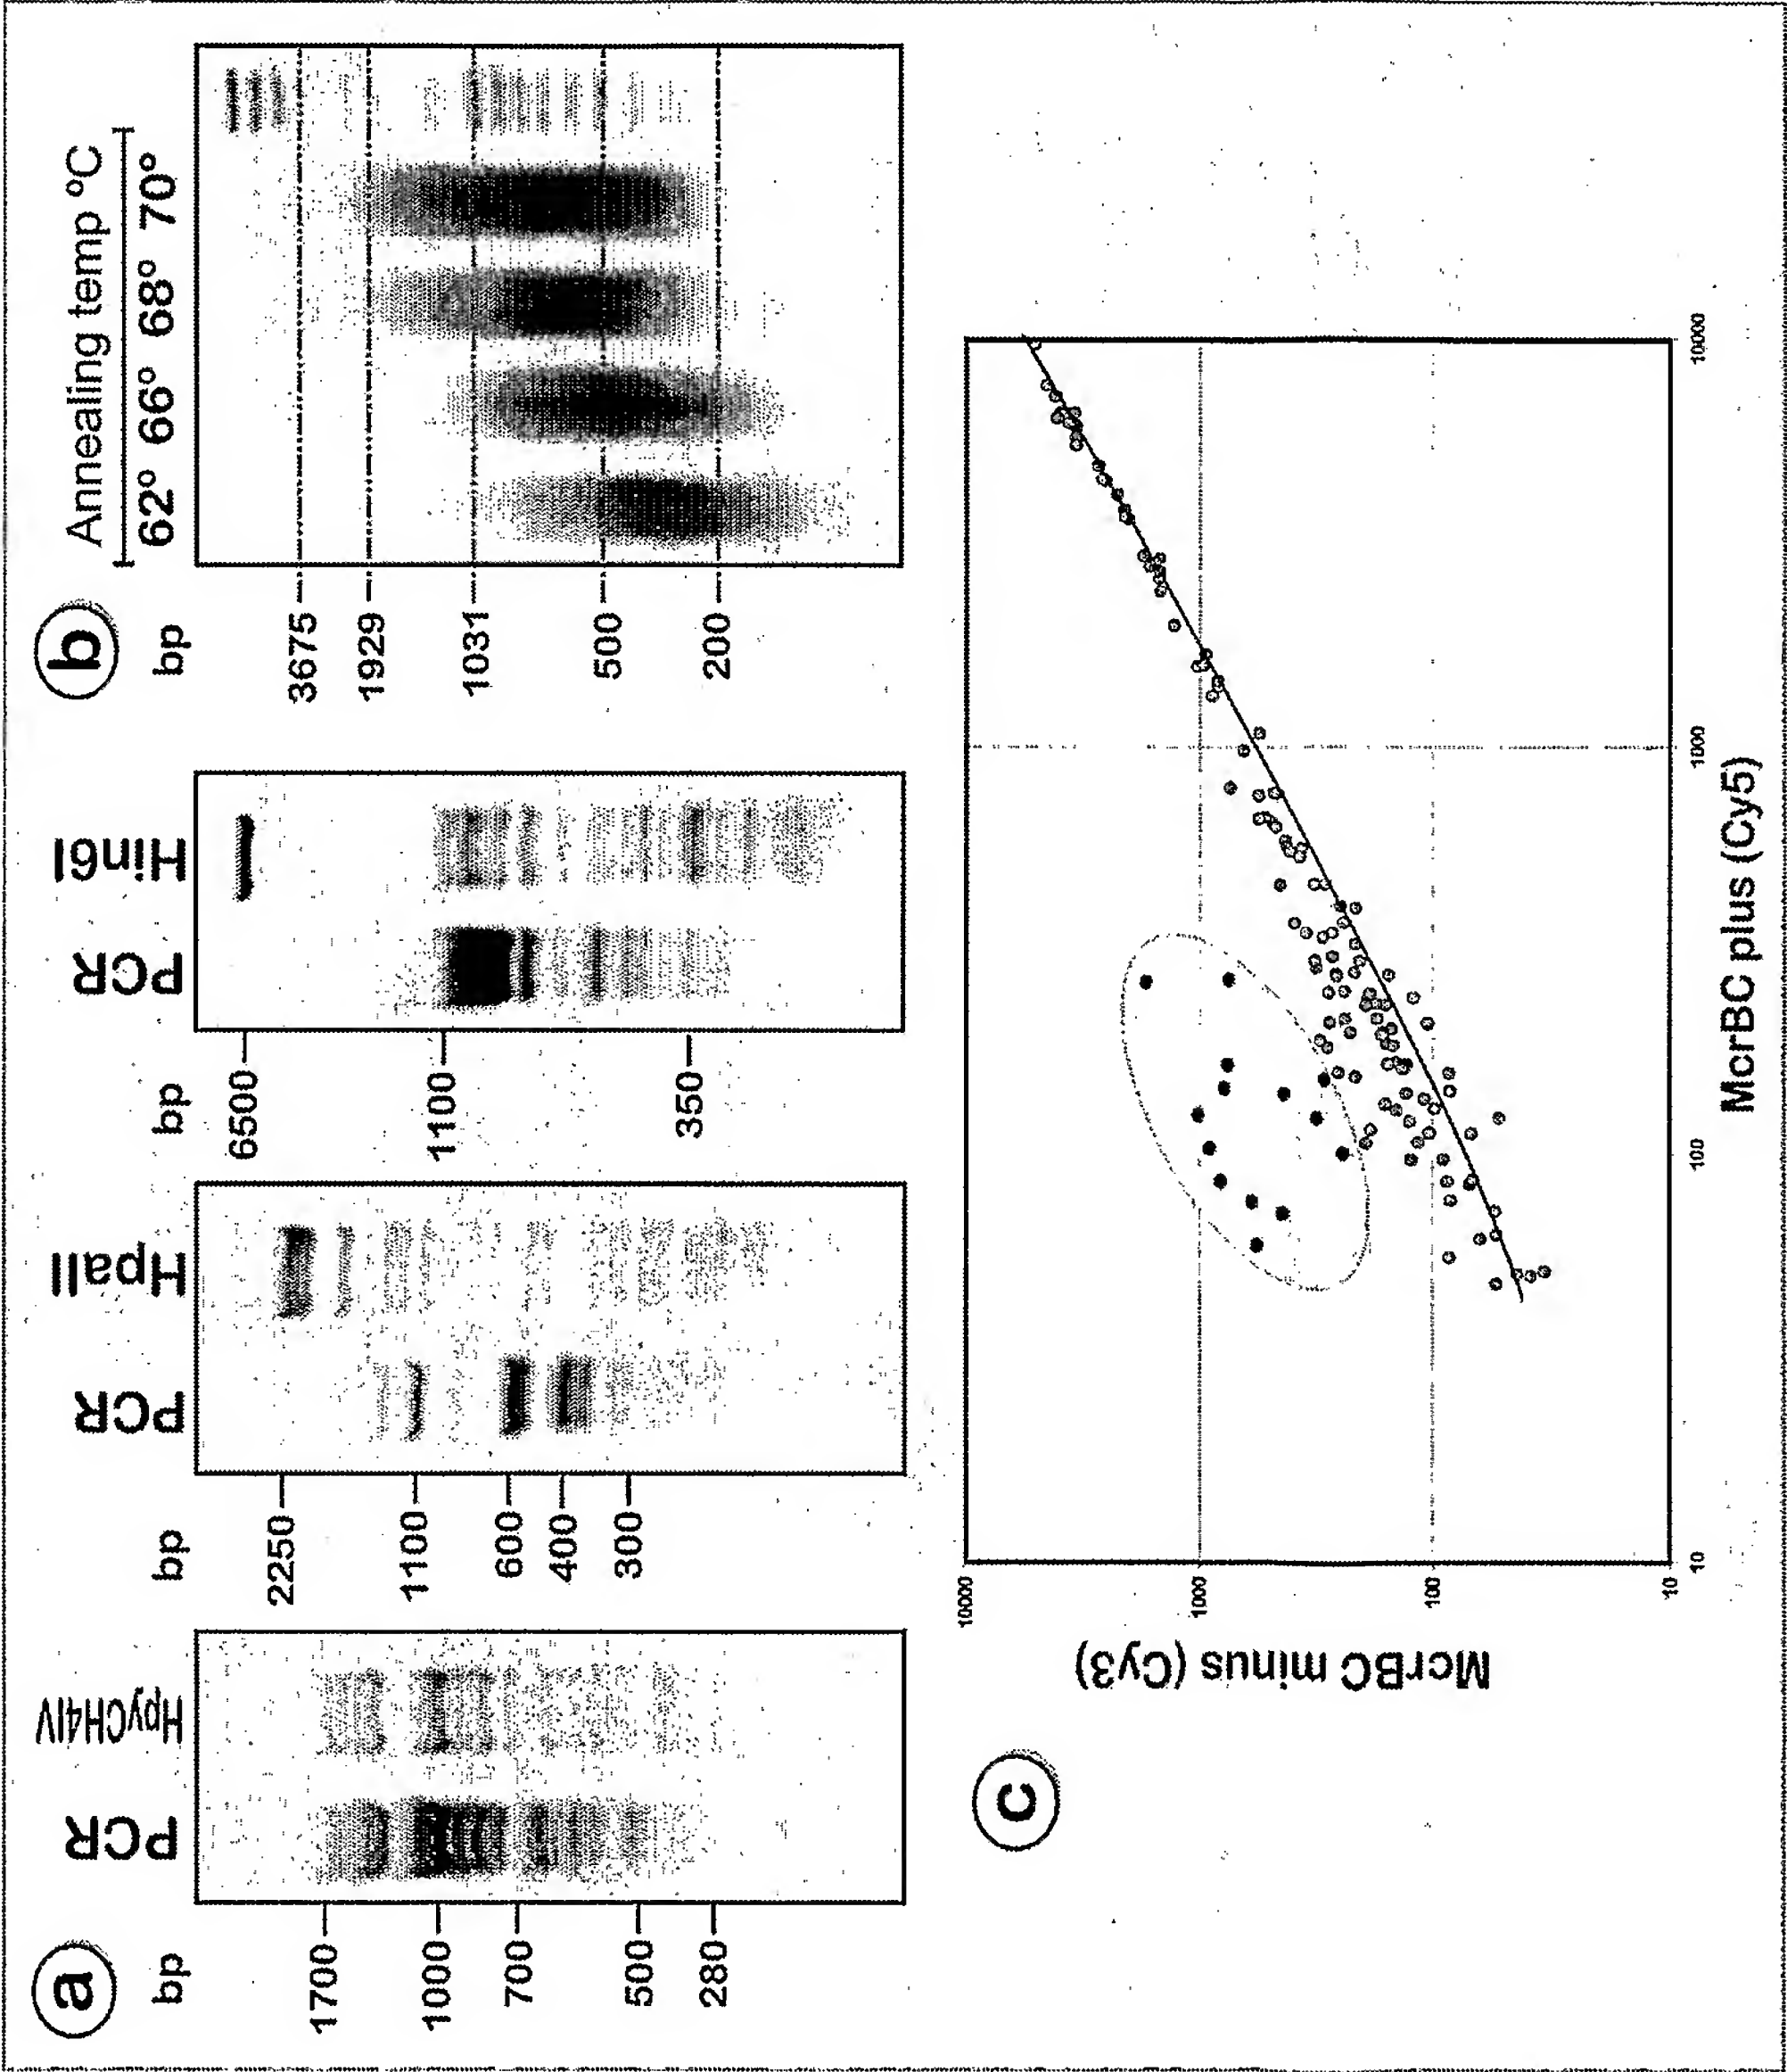 a
bp
PCR
HpyCH4IV
1700
1000
700
500
280
bp
PCR
HpaII
2250
1100
600
400
300
bp
PCR
Hin6I
6500
1100
350
b
Annealing temp °C
bp
62° 66° 68° 70°
3675
1929
1031
500
200
c
McrBC minus (Cy3)
10000
1000
100
10
10
100
1000
10000
McrBC plus (Cy5)